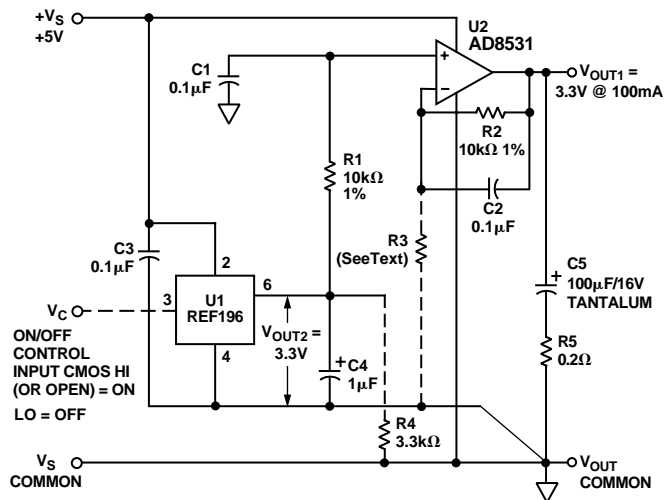 +VS
+5V
C1
0.1µF
U2
AD8531
+
–
VOUT1 =
3.3V @ 100mA
R2
10kΩ 1%
R1
10kΩ
1%
C2
0.1µF
C3
0.1µF
R3
(SeeText)
2
6
3
4
U1
REF196
VC
ON/OFF
CONTROL
INPUT CMOS HI
(OR OPEN) = ON
LO = OFF
VOUT2 =
3.3V
+
C4
1µF
+
C5
100µF/16V
TANTALUM
R5
0.2Ω
R4
3.3kΩ
VS
COMMON
VOUT
COMMON